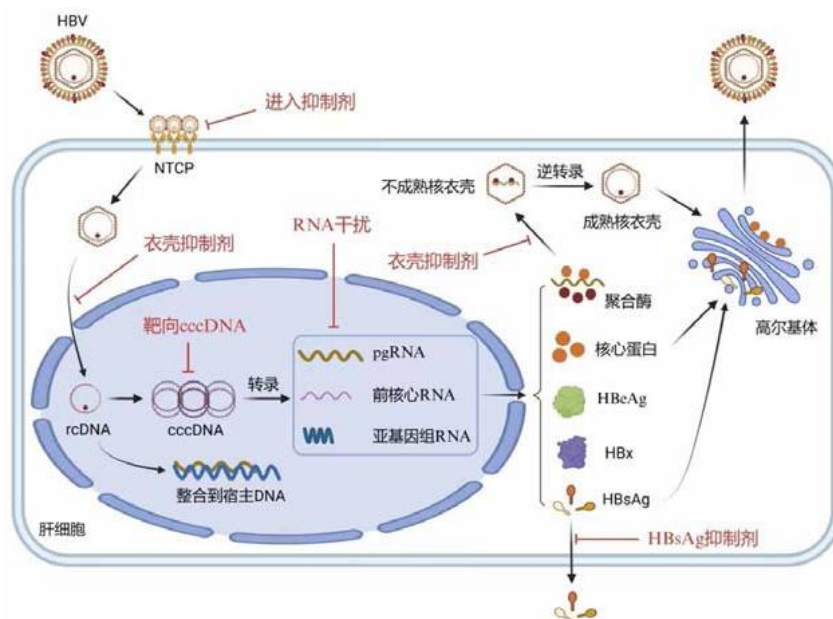 HBV
进入抑制剂
NTCP
不成熟核衣壳
逆转录
成熟核衣壳
RNA干扰
衣壳抑制剂
衣壳抑制剂
聚合酶
高尔基体
靶向cccDNA
pgRNA
核心蛋白
转录
前核心RNA
HBeAg
rcDNA
cccDNA
亚基因组RNA
HBx
整合到宿主DNA
HBsAg
肝细胞
HBsAg抑制剂